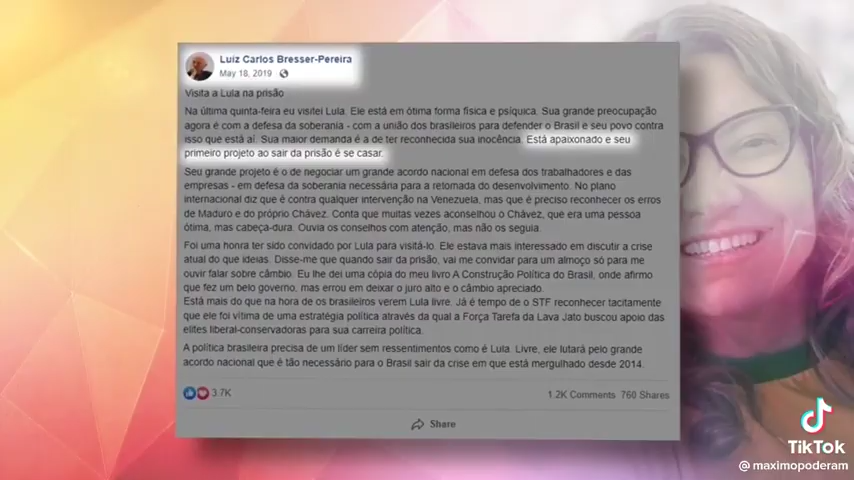 Luiz Carlos Bresser-Pereira
May 18, 2019
Visita a Lula na prisão
Na última quinta-feira eu visitei Lula. Ele está em ótima forma física e psíquica. Sua grande preocupação
agora é com a defesa da soberania - com a união dos brasileiros para defender o Brasil e seu povo contra
isso que está aí. Sua maior demanda é a de ter reconhecida sua inocência. Está apaixonado e seu
primeiro projeto ao sair da prisão é se casar.
Seu grande projeto é o de negociar um grande acordo nacional em defesa dos trabalhadores e das
empresas - em defesa da soberania necessária para a retomada do desenvolvimento. No plano
internacional diz que é contra qualquer intervenção na Venezuela, mas que é preciso reconhecer os erros
de Maduro e do próprio Chávez. Conta que muitas vezes aconselhou o Chávez, que era uma pessoa
ótima, mas cabeça-dura. Ouvia os conselhos com atenção, mas não os seguia.
Foi uma honra ter sido convidado por Lula para visitá-lo. Ele estava mais interessado em discutir a crise
atual do que ideias. Disse-me que quando sair da prisão, vai me convidar para um almoço só para me
ouvir falar sobre câmbio. Eu lhe dei uma cópia do meu livro A Construção Política do Brasil, onde afirmo
que fez um belo governo, mas errou em deixar o juro alto e o câmbio apreciado.
Está mais do que na hora de os brasileiros verem Lula livre. Já é tempo de o STF reconhecer tacitamente
que ele foi vítima de uma estratégia política através da qual a Força Tarefa da Lava Jato buscou apoio das
elites liberal-conservadoras para sua carreira política.
A política brasileira precisa de um líder sem ressentimentos como é Lula. Livre, ele lutará pelo grande
acordo nacional que é tão necessário para o Brasil sair da crise em que está mergulhado desde 2014.
3.7K
1.2K Comments 760 Shares
Share
TikTok
@maximopoderam